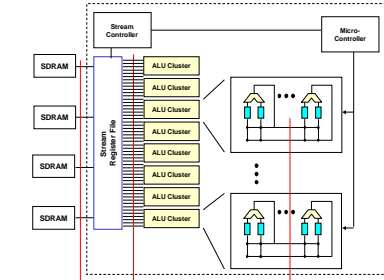 Stream
Controller
Micro-
Controller
SDRAM
SDRAM
SDRAM
SDRAM
Stream
Register File
ALU Cluster
ALU Cluster
ALU Cluster
ALU Cluster
ALU Cluster
ALU Cluster
ALU Cluster
ALU Cluster